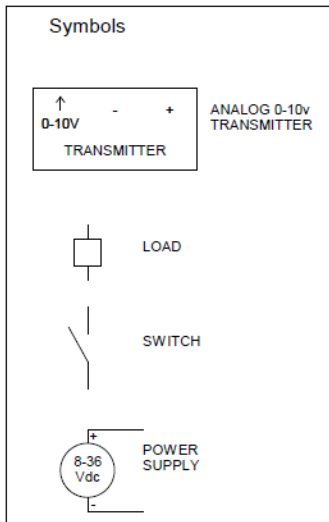 Symbols
↑ - +
0-10V
TRANSMITTER
ANALOG 0-10v
TRANSMITTER
LOAD
SWITCH
+
8-36
Vdc
-
POWER
SUPPLY